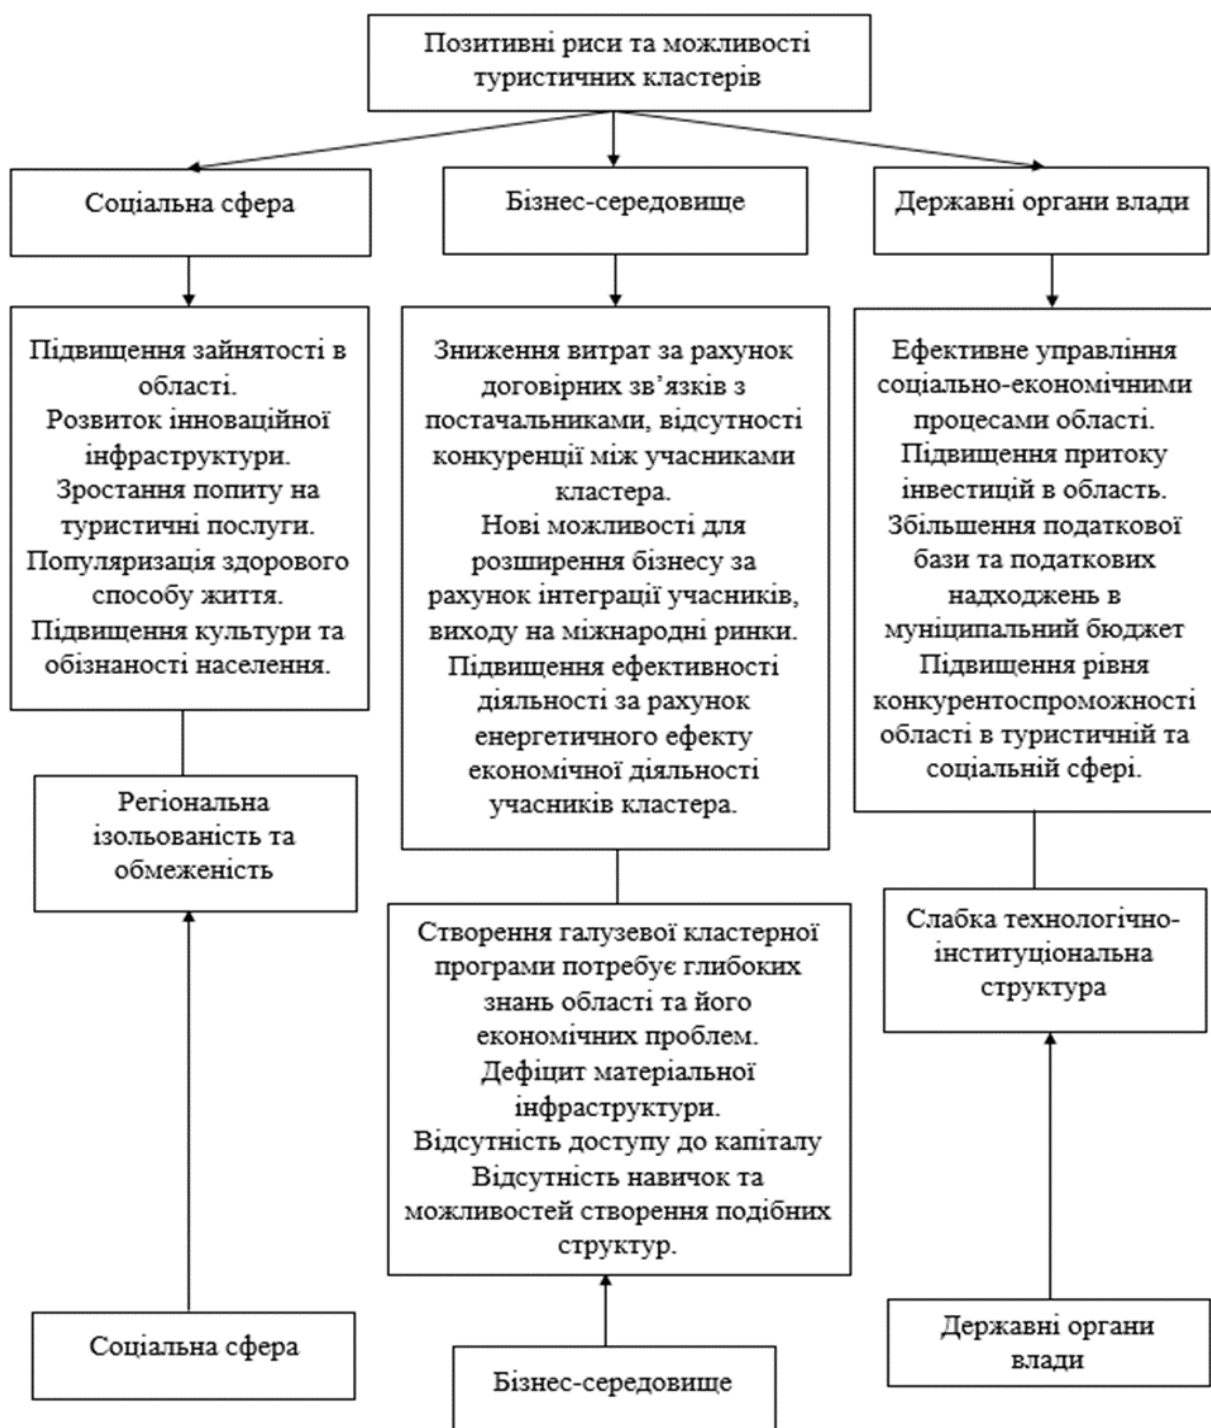 Позитивні риси та можливості
туристичних кластерів
Соціальна сфера
Бізнес-середовище
Державні органи влади
Підвищення зайнятості в
області.
Розвиток інноваційної
інфраструктури.
Зростання попиту на
туристичні послуги.
Популяризація здорового
способу життя.
Підвищення культури та
обізнаності населення.
Зниження витрат за рахунок
договірних зв’язків з
постачальниками, відсутності
конкуренції між учасниками
кластера.
Нові можливості для
розширення бізнесу за
рахунок інтеграції учасників,
виходу на міжнародні ринки.
Підвищення ефективності
діяльності за рахунок
енергетичного ефекту
економічної діяльності
учасників кластера.
Ефективне управління
соціально-економічними
процесами області.
Підвищення притоку
інвестицій в область.
Збільшення податкової
бази та податкових
надходжень в
муніципальний бюджет
Підвищення рівня
конкурентоспроможності
області в туристичній та
соціальній сфері.
Регіональна
ізольованість та
обмеженість
Створення галузевої кластерної
програми потребує глибоких
знань області та його
економічних проблем.
Дефіцит матеріальної
інфраструктури.
Відсутність доступу до капіталу
Відсутність навичок та
можливостей створення подібних
структур.
Слабка технологічно-
інституціональна
структура
Соціальна сфера
Бізнес-середовище
Державні органи
влади